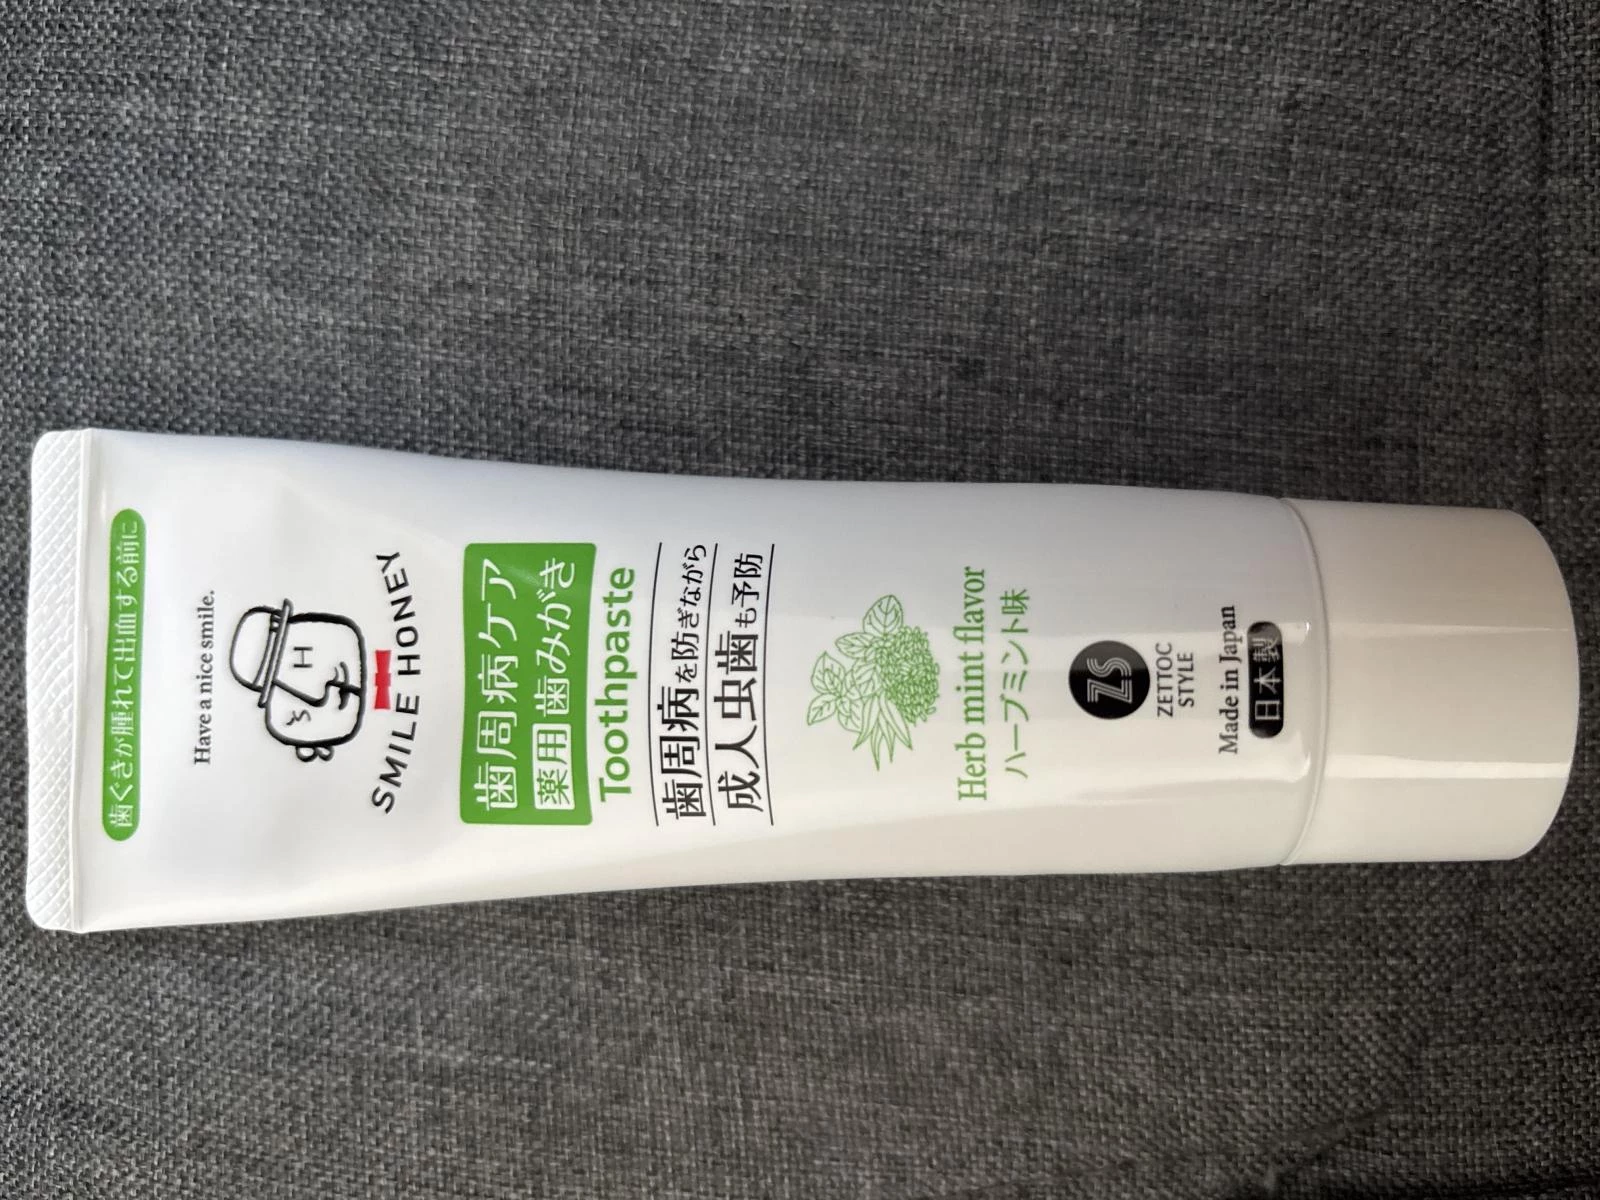 歯ぐきが腫れて出血する前に
Have a nice smile.
H
SMILE HONEY
歯周病ケア
薬用歯みがき
Toothpaste
歯周病を防ぎながら
成人虫歯も予防
Herb mint flavor
ハーブミント味
ZS
ZETTOC
STYLE
Made in Japan
日本製